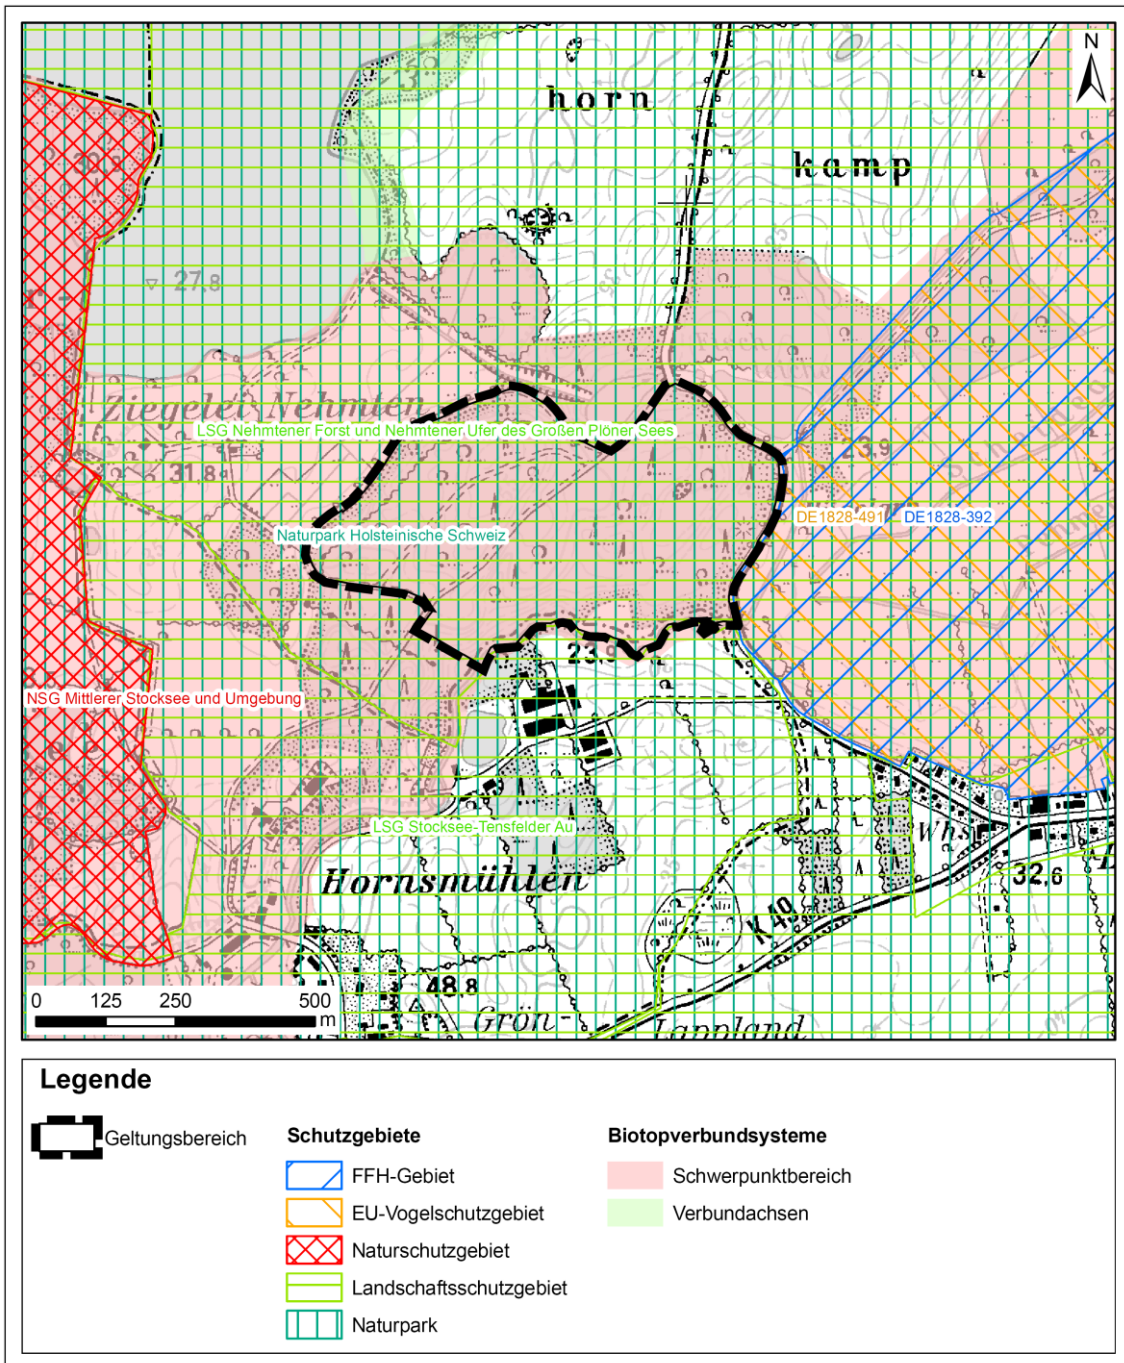 N
horn
kamp
30,3
27,8
Ziegelei Nehmten
LSG Nehmtener Forst und Nehmtener Ufer des Großen Plöner Sees
31,8
23,9
DE1828-491
DE1828-392
Naturpark Holsteinische Schweiz
NSG Mittlerer Stocksee und Umgebung
LSG Stocksee-Tensfelder Au
Whs
Hornsmühlen
32,6
K 40
48,8
Grön-
Lappland
0 125 250 500
m
Legende
Geltungsbereich
Schutzgebiete
FFH-Gebiet
EU-Vogelschutzgebiet
Naturschutzgebiet
Landschaftsschutzgebiet
Naturpark
Biotopverbundsysteme
Schwerpunktbereich
Verbundachsen